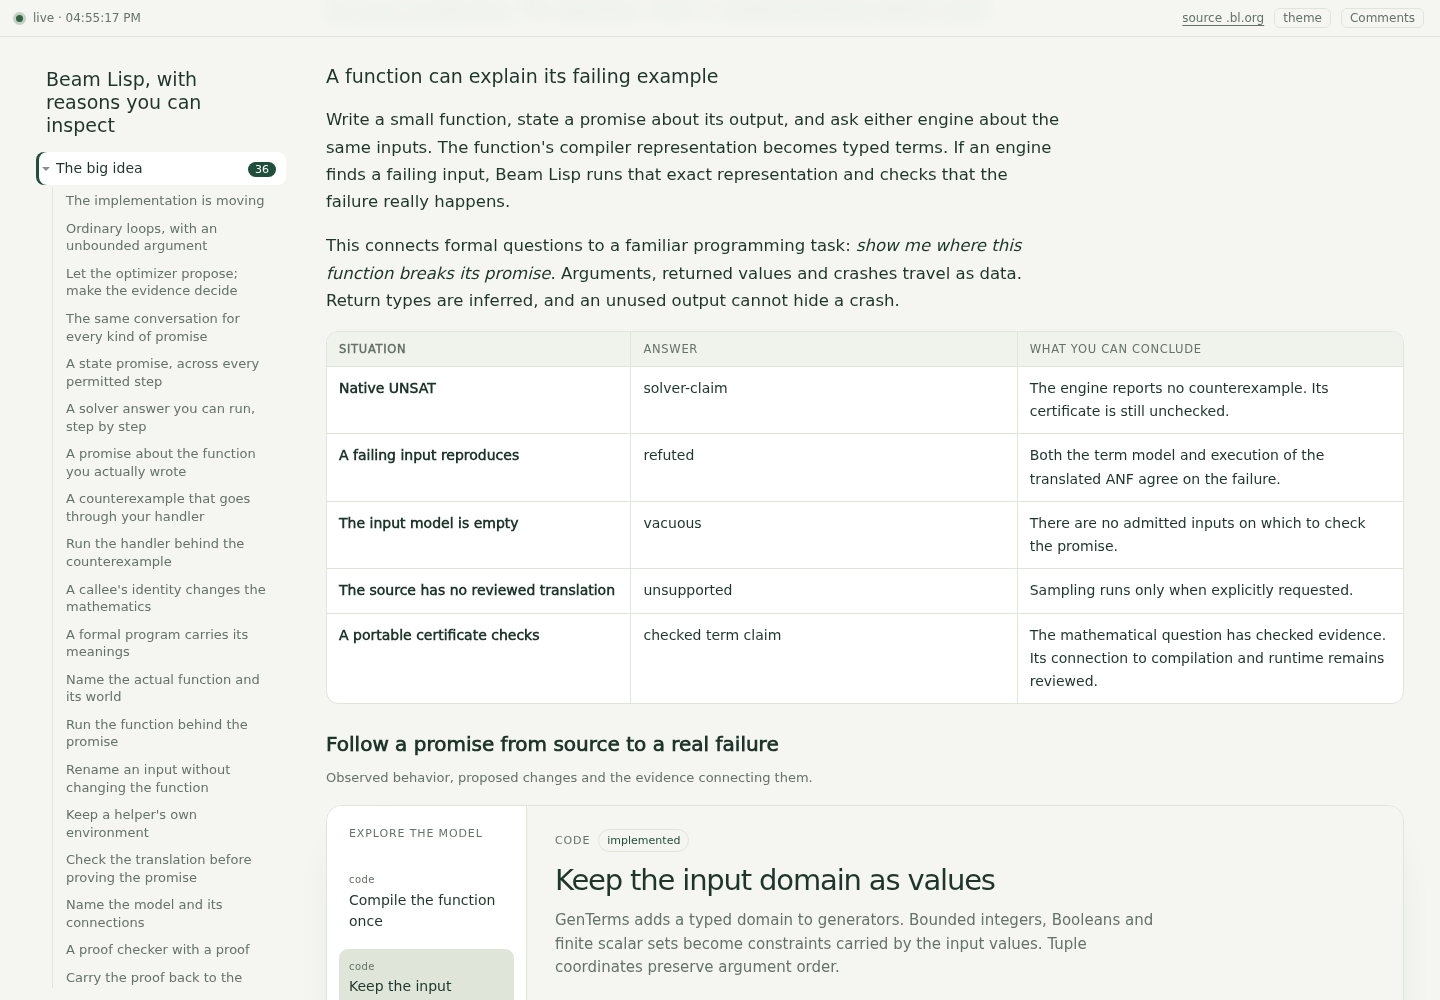 live · 04:55:17 PM
source .bl.org
theme
Comments
Beam Lisp, with
reasons you can
inspect
The big idea
36
The implementation is moving
Ordinary loops, with an
unbounded argument
Let the optimizer propose;
make the evidence decide
The same conversation for
every kind of promise
A state promise, across every
permitted step
A solver answer you can run,
step by step
A promise about the function
you actually wrote
A counterexample that goes
through your handler
Run the handler behind the
counterexample
A callee's identity changes the
mathematics
A formal program carries its
meanings
Name the actual function and
its world
Run the function behind the
promise
Rename an input without
changing the function
Keep a helper's own
environment
Check the translation before
proving the promise
Name the model and its
connections
A proof checker with a proof
Carry the proof back to the
A function can explain its failing example
Write a small function, state a promise about its output, and ask either engine about the
same inputs. The function's compiler representation becomes typed terms. If an engine
finds a failing input, Beam Lisp runs that exact representation and checks that the
failure really happens.
This connects formal questions to a familiar programming task: show me where this
function breaks its promise. Arguments, returned values and crashes travel as data.
Return types are inferred, and an unused output cannot hide a crash.
SITUATION
ANSWER
WHAT YOU CAN CONCLUDE
Native UNSAT
solver-claim
The engine reports no counterexample. Its
certificate is still unchecked.
A failing input reproduces
refuted
Both the term model and execution of the
translated ANF agree on the failure.
The input model is empty
vacuous
There are no admitted inputs on which to check
the promise.
The source has no reviewed translation
unsupported
Sampling runs only when explicitly requested.
A portable certificate checks
checked term claim
The mathematical question has checked evidence.
Its connection to compilation and runtime remains
reviewed.
Follow a promise from source to a real failure
Observed behavior, proposed changes and the evidence connecting them.
EXPLORE THE MODEL
code
Compile the function
once
code
Keep the input
CODE
implemented
Keep the input domain as values
GenTerms adds a typed domain to generators. Bounded integers, Booleans and
finite scalar sets become constraints carried by the input values. Tuple
coordinates preserve argument order.